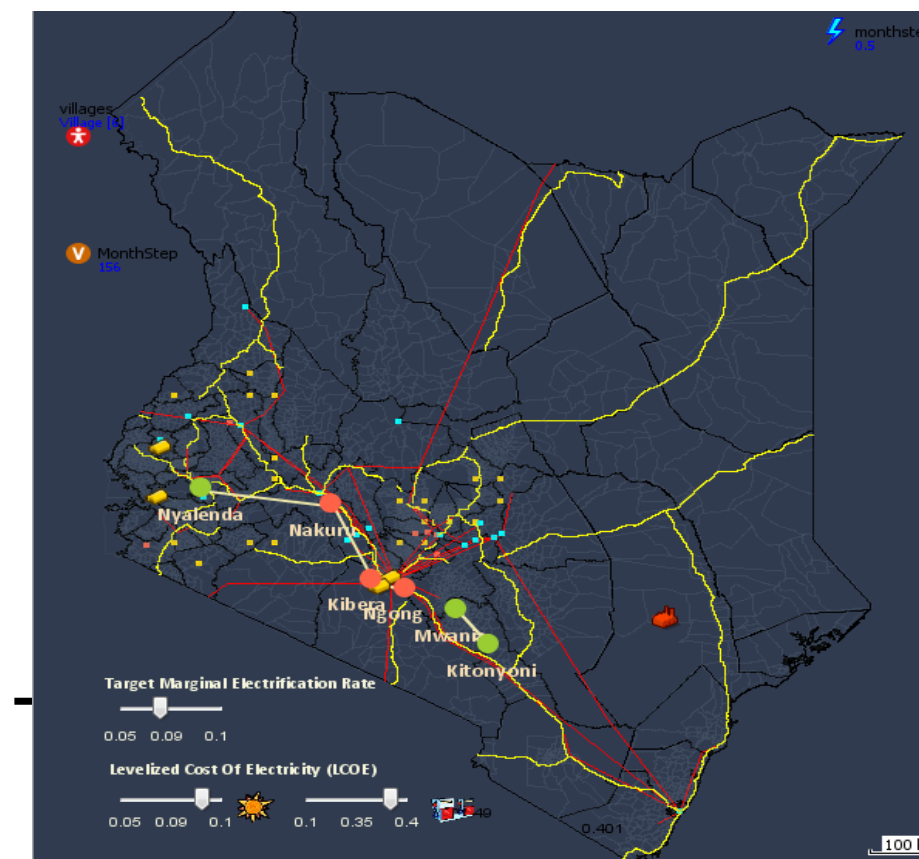 monthste
0.5
villages
Village [6]
V
MonthStep
156
Nyalenda
Nakuru
Kibera
Ngong
Mwani
Kitonyoni
Target Marginal Electrification Rate
0.05 0.09 0.1
Levelized Cost Of Electricity (LCOE)
0.05 0.09 0.1
0.1 0.35 0.4
0.401
100